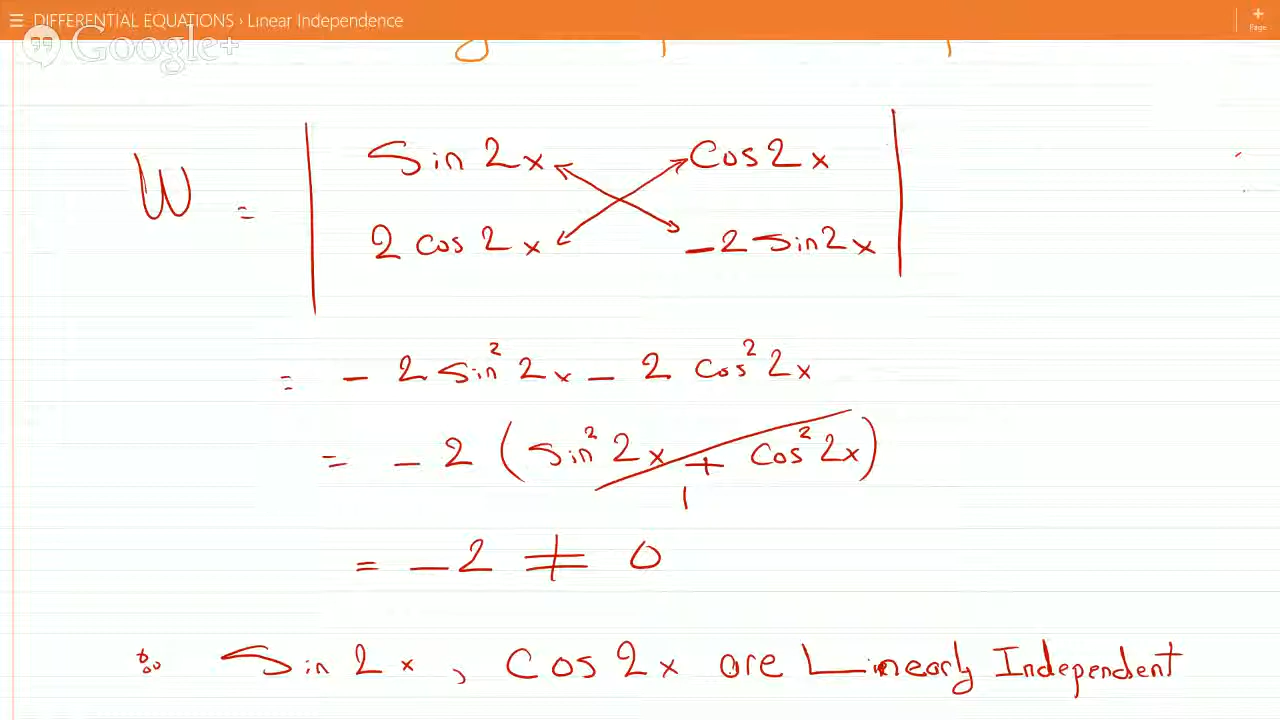 DIFFERENTIAL EQUATIONS › Linear Independence
Page
Google+
W = | Sin 2x Cos 2x |
| 2 cos 2x -2 Sin 2x |
= - 2 Sin² 2x - 2 cos² 2x
= - 2 (Sin² 2x + Cos² 2x)
1
= -2 ≠ 0
∴ Sin 2x, Cos 2x are Linearly Independent